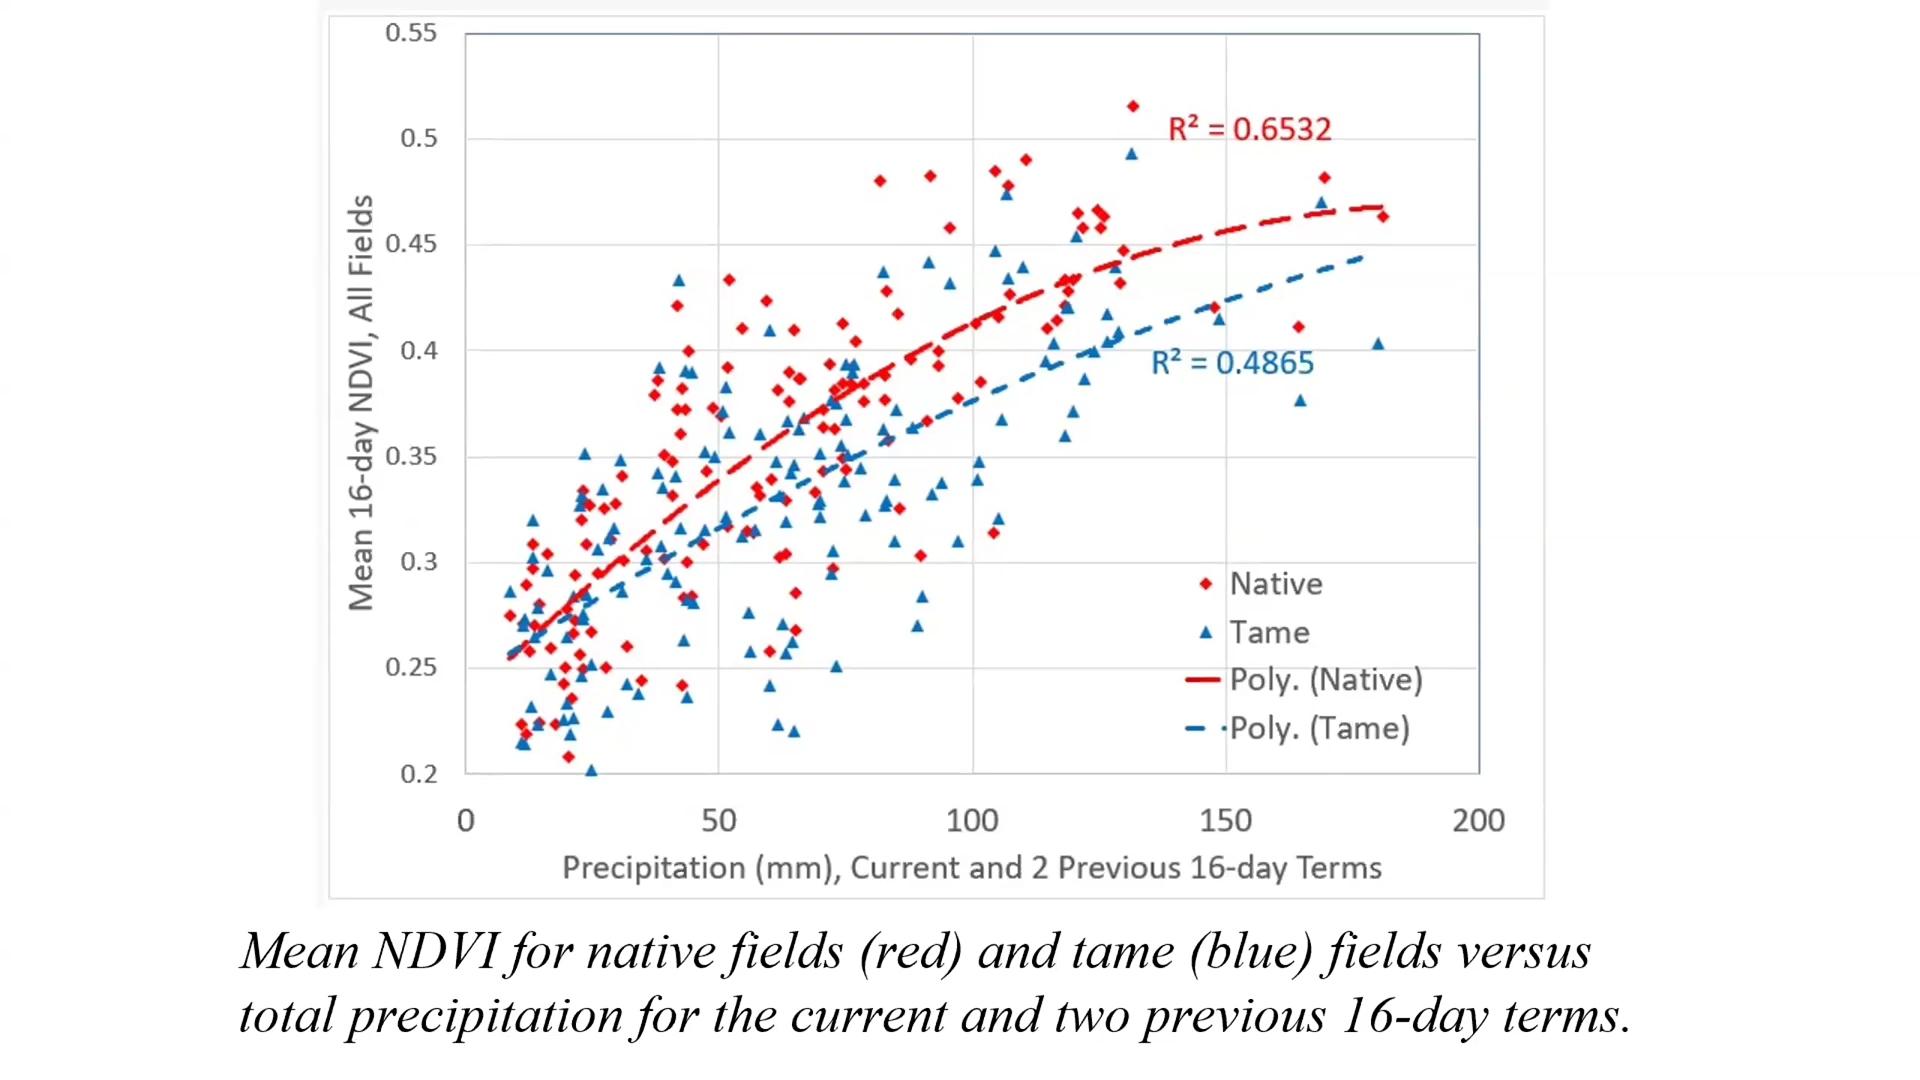 0.55
0.5
0.45
0.4
0.35
0.3
0.25
0.2
Mean 16-day NDVI, All Fields
R² = 0.6532
R² = 0.4865
Native
Tame
Poly. (Native)
Poly. (Tame)
0 50 100 150 200
Precipitation (mm), Current and 2 Previous 16-day Terms
Mean NDVI for native fields (red) and tame (blue) fields versus
total precipitation for the current and two previous 16-day terms.